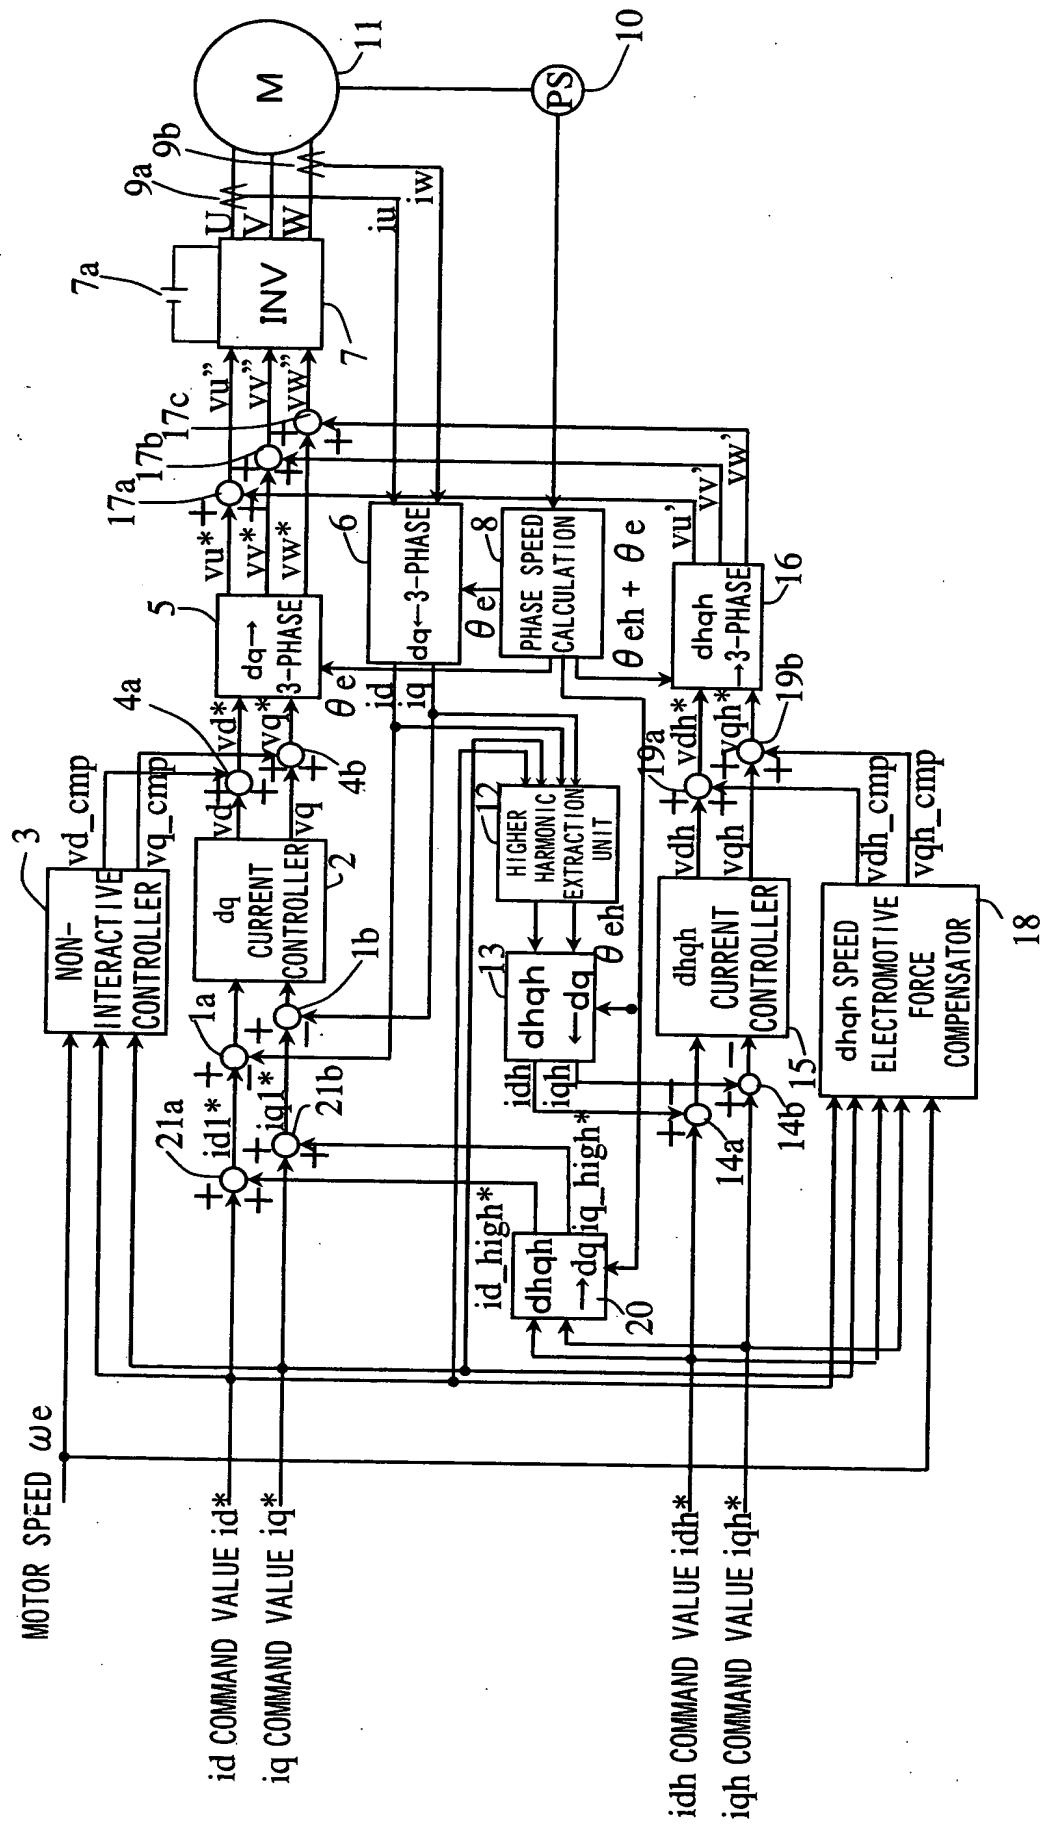 MOTOR SPEED ωe
id COMMAND VALUE id*
iq COMMAND VALUE iq*
idh COMMAND VALUE idh*
iqh COMMAND VALUE iqh*
3
NON-
INTERACTIVE
CONTROLLER
vd_cmp
vq_cmp
21a
id1*
iq1*
21b
1a
1b
dq
CURRENT
CONTROLLER
2
vd
vq
4a
4b
vd*
vq*
5
dq→
3-PHASE
θe
vu*
vv*
vw*
17a
17b
17c
vu”
vv”
vw”
7a
INV
7
U
V
W
9a
9b
M
11
iu
iw
PS
10
6
dq←3-PHASE
id
iq
θe
8
PHASE SPEED
CALCULATION
θeh + θe
12
HIGHER
HARMONIC
EXTRACTION
UNIT
13
dhqh
←dq
θeh
idh
iqh
id_high*
iq_high*
dhqh
→dq
20
14a
14b
dhqh
CURRENT
CONTROLLER
15
vdh
vqh
19a
19b
vdh*
vqh*
dhqh
→3-PHASE
16
vu’
vv’
vw’
dhqh SPEED
ELECTROMOTIVE
FORCE
COMPENSATOR
18
vdh_cmp
vqh_cmp